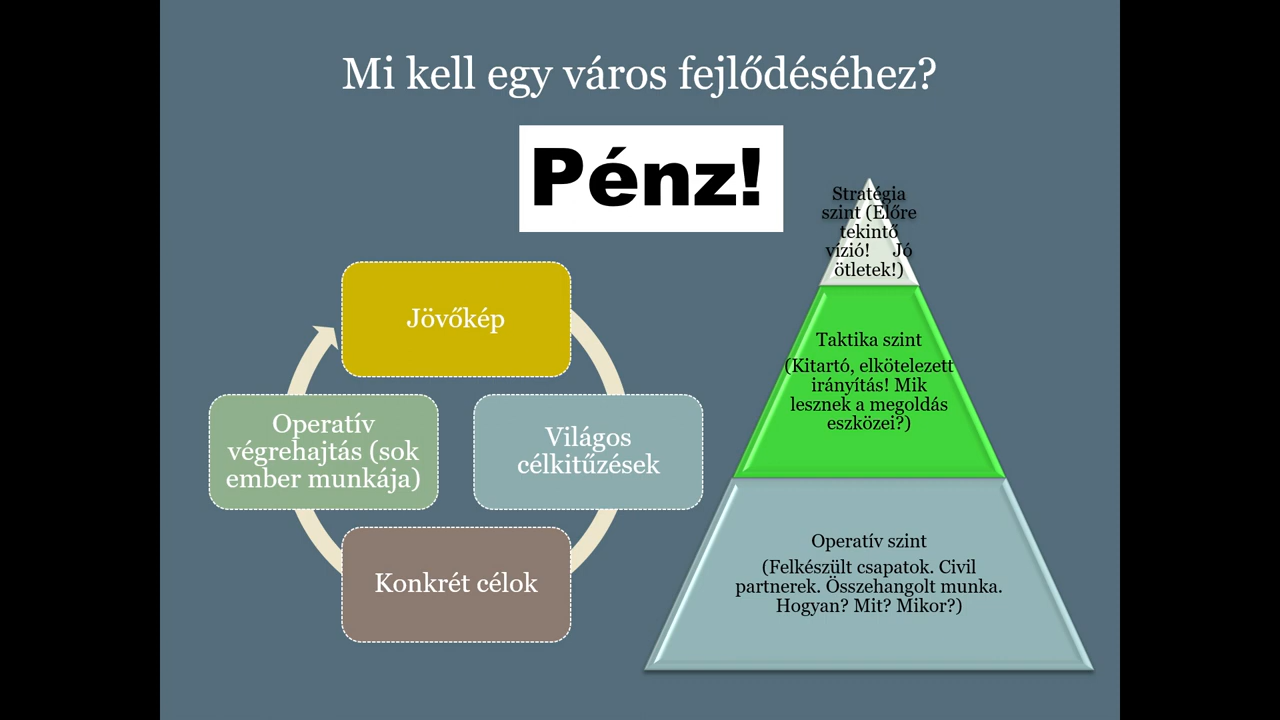 Mi kell egy város fejlődéséhez?
Pénz!
Jövőkép
Világos
célkitűzések
Konkrét célok
Operatív
végrehajtás (sok
ember munkája)
Stratégia
szint (Előre
tekintő
vízió! Jó
ötletek!)
Taktika szint
(Kitartó, elkötelezett
irányítás! Mik
lesznek a megoldás
eszközei?)
Operatív szint
(Felkészült csapatok. Civil
partnerek. Összehangolt munka.
Hogyan? Mit? Mikor?)